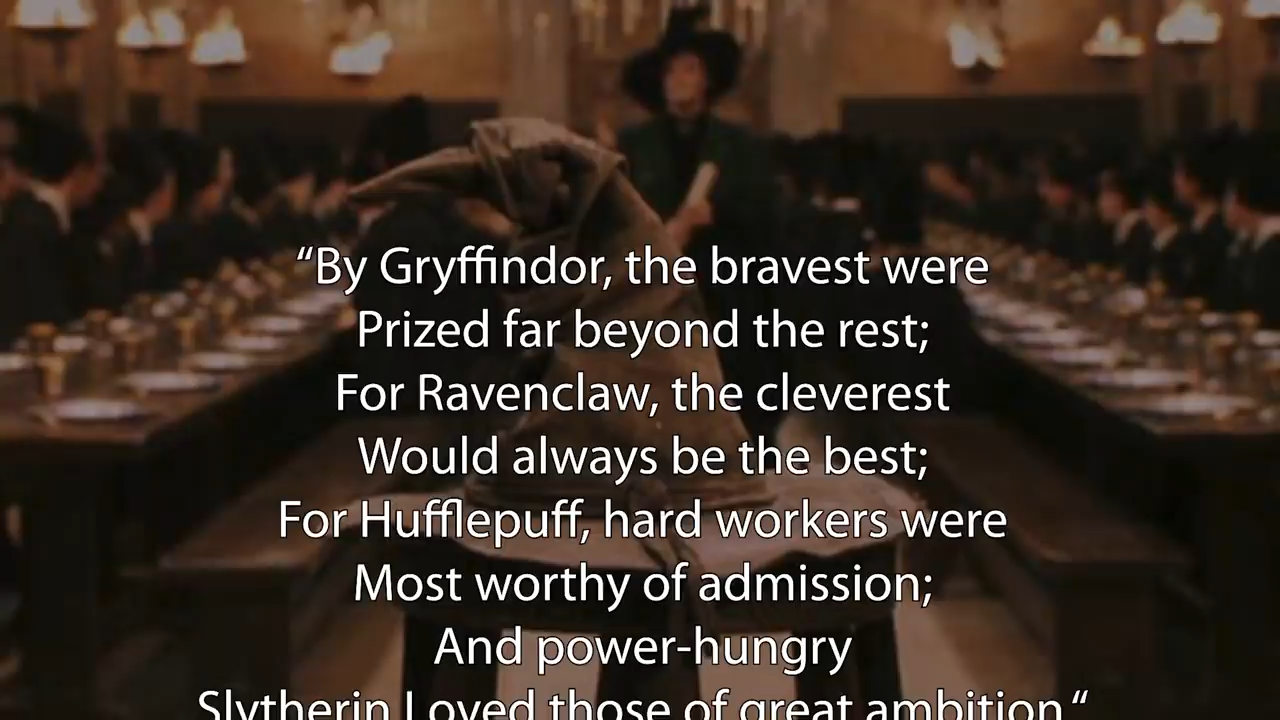 “By Gryffindor, the bravest were
Prized far beyond the rest;
For Ravenclaw, the cleverest
Would always be the best;
For Hufflepuff, hard workers were
Most worthy of admission;
And power-hungry
Slytherin Loved those of great ambition.“